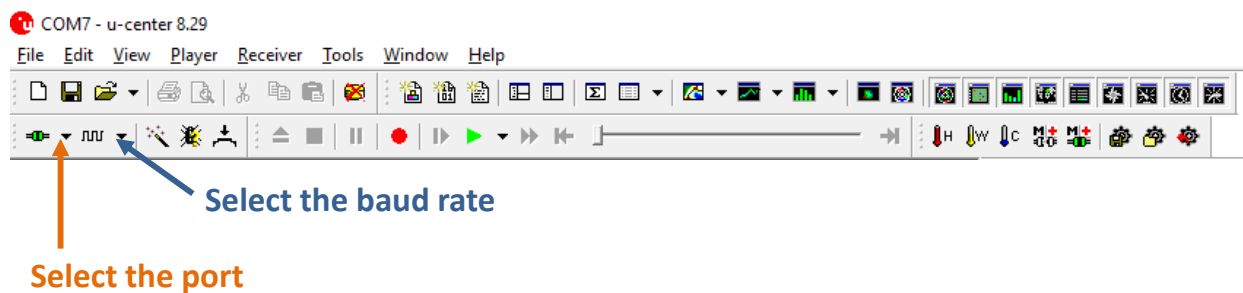 COM7 - u-center 8.29
File Edit View Player Receiver Tools Window Help
H W C
Select the baud rate
Select the port